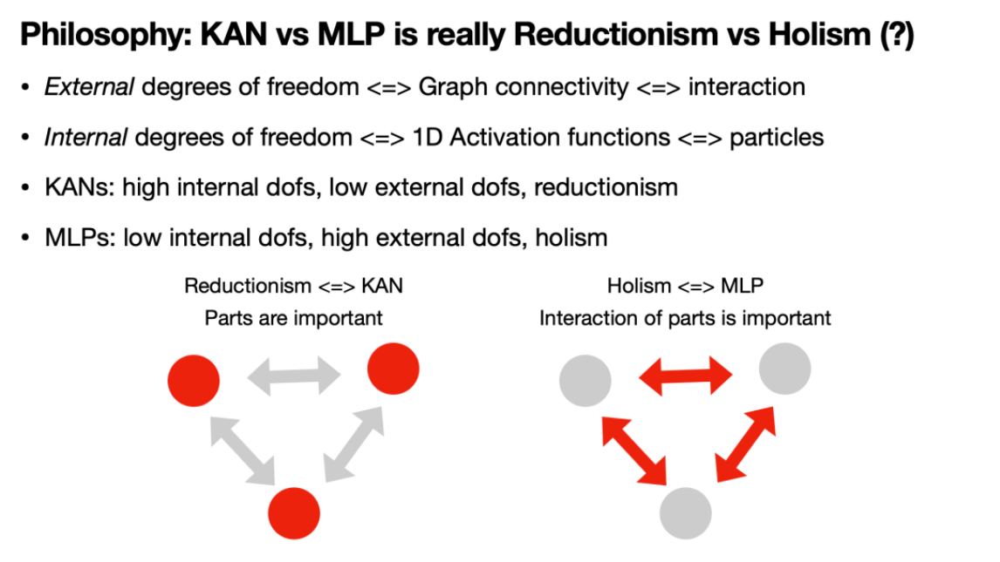 Philosophy: KAN vs MLP is really Reductionism vs Holism (?)
• External degrees of freedom <=> Graph connectivity <=> interaction
• Internal degrees of freedom <=> 1D Activation functions <=> particles
• KANs: high internal dofs, low external dofs, reductionism
• MLPs: low internal dofs, high external dofs, holism
Reductionism <=> KAN
Parts are important
Holism <=> MLP
Interaction of parts is important